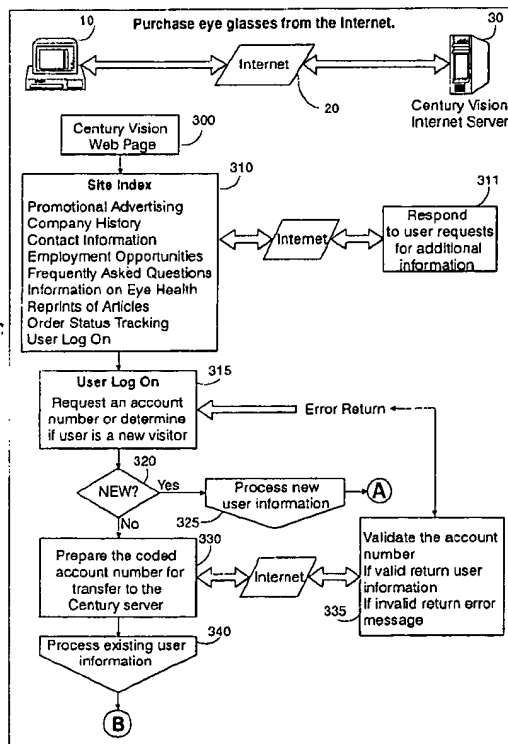 Purchase eye glasses from the Internet.
10
30
Internet
20
Century Vision
Internet Server
Century Vision
Web Page
300
310
Site Index
Promotional Advertising
Company History
Contact Information
Employment Opportunities
Frequently Asked Questions
Information on Eye Health
Reprints of Articles
Order Status Tracking
User Log On
Internet
311
Respond
to user requests
for additional
information
315
User Log On
Request an account
number or determine
if user is a new visitor
Error Return
320
NEW?
Yes
No
Process new
user information
325
A
330
Prepare the coded
account number for
transfer to the
Century server
Internet
Validate the account
number
If valid return user
information
If invalid return error
message
335
340
Process existing user
information
B